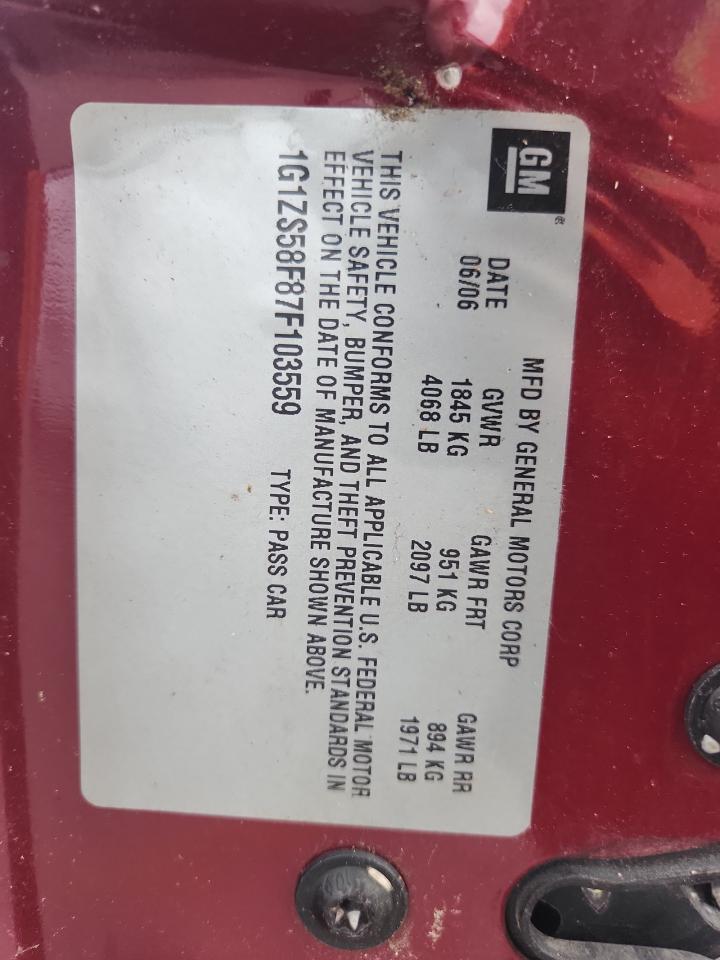 GM®
MFD BY GENERAL MOTORS CORP
DATE GVWR GAWR FRT GAWR RR
06/06 1845 KG 951 KG 894 KG
4068 LB 2097 LB 1971 LB
THIS VEHICLE CONFORMS TO ALL APPLICABLE U.S. FEDERAL MOTOR
VEHICLE SAFETY, BUMPER, AND THEFT PREVENTION STANDARDS IN
EFFECT ON THE DATE OF MANUFACTURE SHOWN ABOVE.
1G1ZS58F87F103559 TYPE: PASS CAR